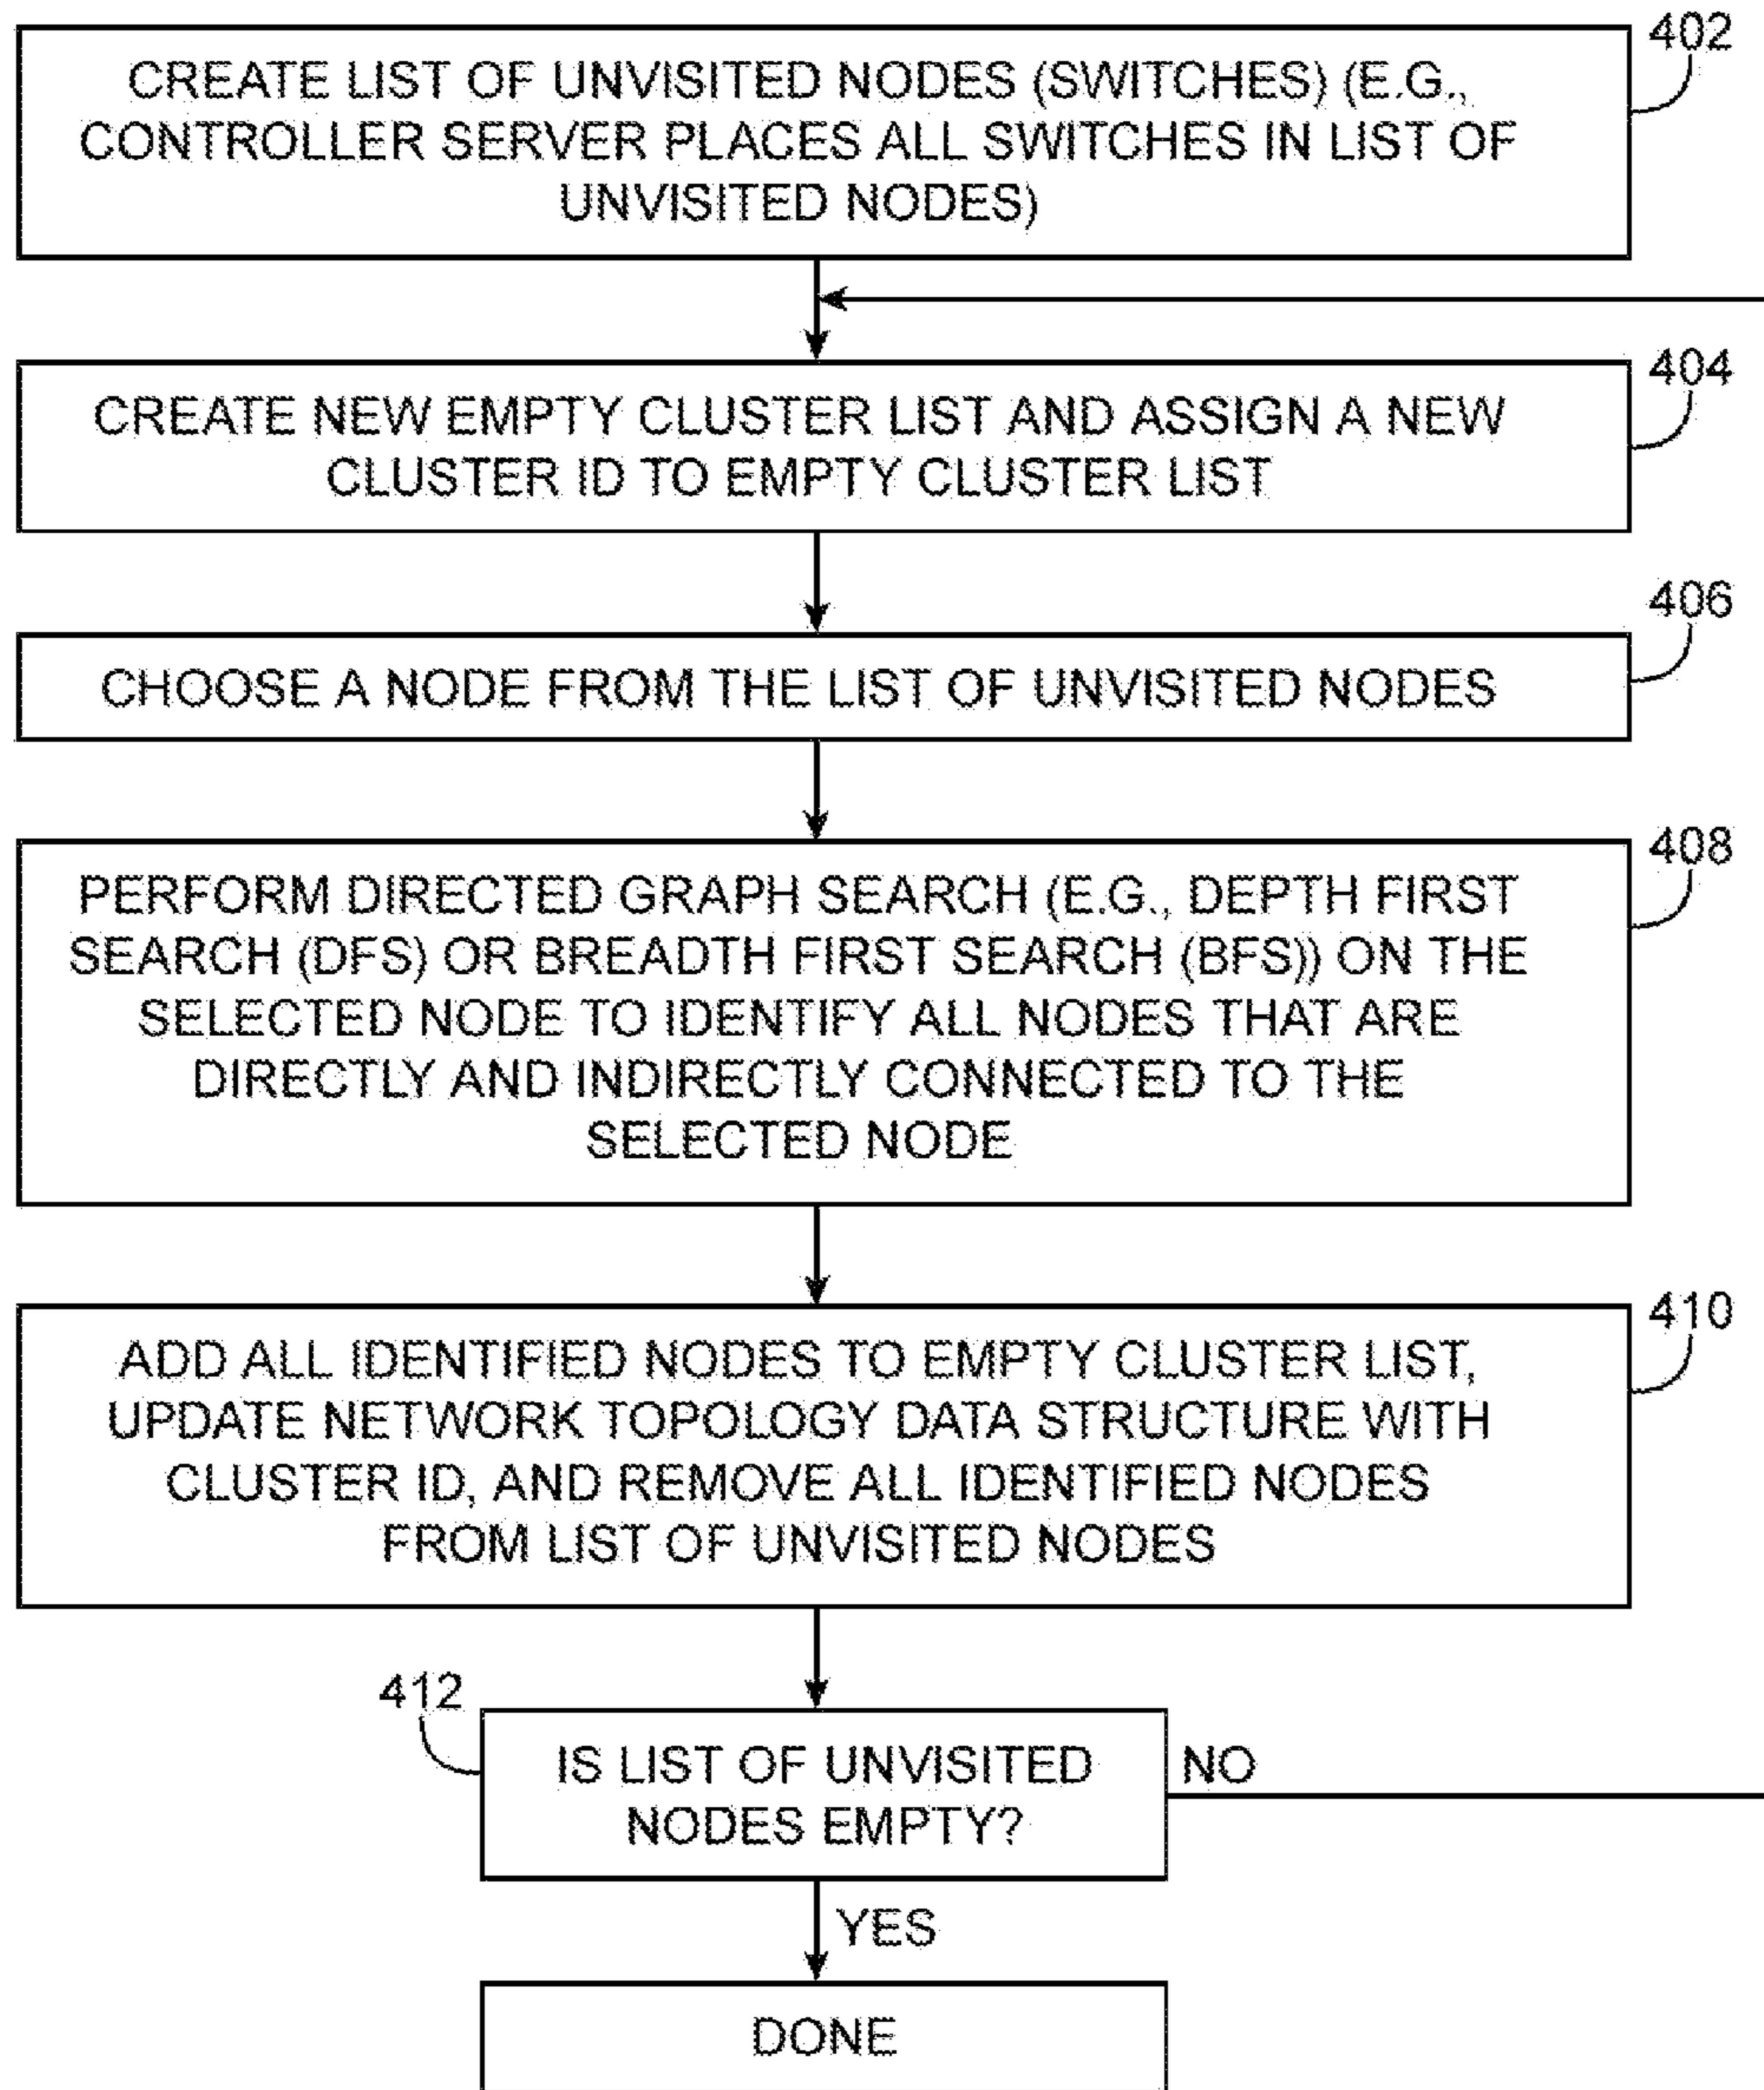 402
CREATE LIST OF UNVISITED NODES (SWITCHES) (E.G.,
CONTROLLER SERVER PLACES ALL SWITCHES IN LIST OF
UNVISITED NODES)
404
CREATE NEW EMPTY CLUSTER LIST AND ASSIGN A NEW
CLUSTER ID TO EMPTY CLUSTER LIST
406
CHOOSE A NODE FROM THE LIST OF UNVISITED NODES
408
PERFORM DIRECTED GRAPH SEARCH (E.G., DEPTH FIRST
SEARCH (DFS) OR BREADTH FIRST SEARCH (BFS)) ON THE
SELECTED NODE TO IDENTIFY ALL NODES THAT ARE
DIRECTLY AND INDIRECTLY CONNECTED TO THE
SELECTED NODE
410
ADD ALL IDENTIFIED NODES TO EMPTY CLUSTER LIST,
UPDATE NETWORK TOPOLOGY DATA STRUCTURE WITH
CLUSTER ID, AND REMOVE ALL IDENTIFIED NODES
FROM LIST OF UNVISITED NODES
412
IS LIST OF UNVISITED
NODES EMPTY?
NO
YES
DONE